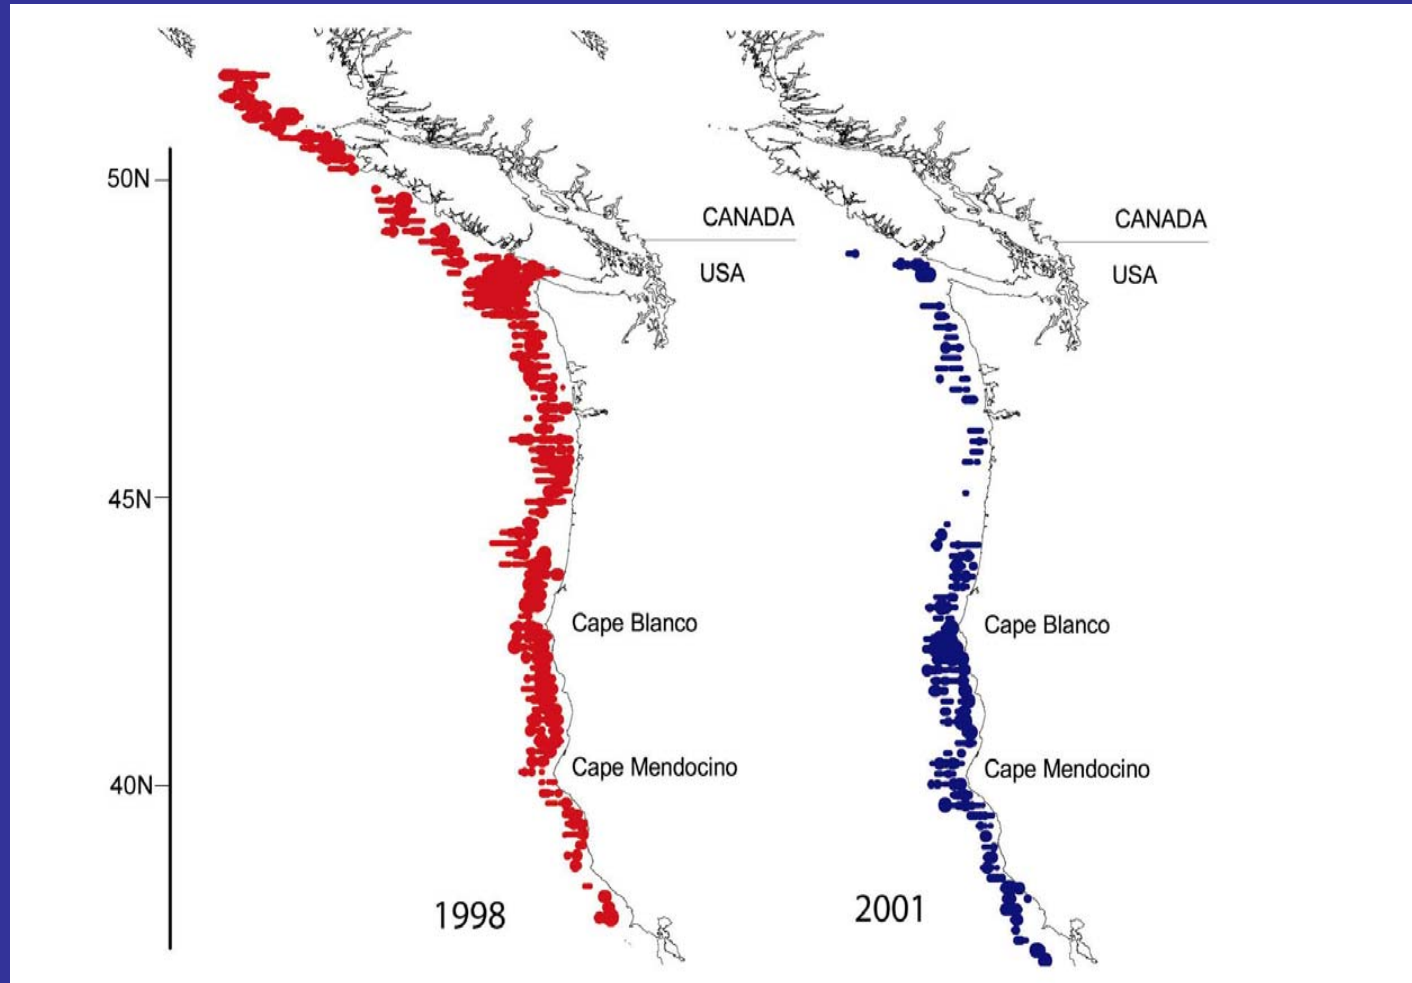 50N
CANADA
CANADA
USA
USA
45N
Cape Blanco
Cape Blanco
Cape Mendocino
Cape Mendocino
40N
1998
2001